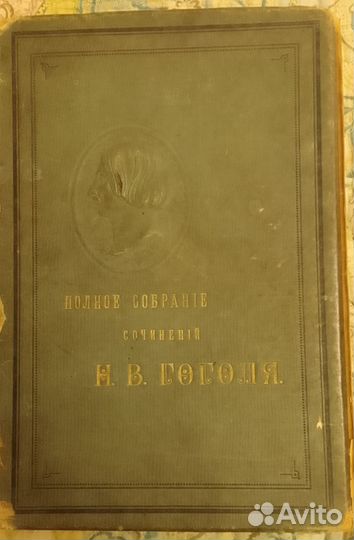 ПОЛНОЕ СОБРАНІЕ
СОЧИНЕНІЙ
Н. В. ГОГОЛЯ.
Avito